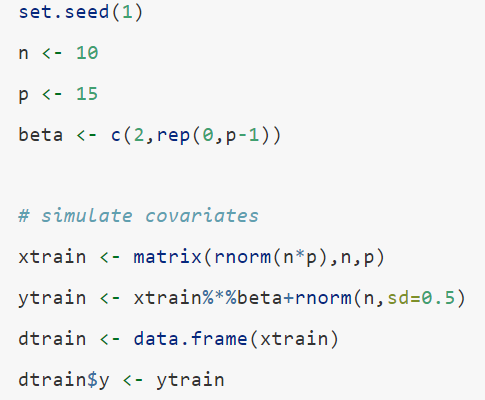 set.seed(1)
n <- 10
p <- 15
beta <- c(2,rep(0,p-1))
# simulate covariates
xtrain <- matrix(rnorm(n*p),n,p)
ytrain <- xtrain%*%beta+rnorm(n,sd=0.5)
dtrain <- data.frame(xtrain)
dtrain$y <- ytrain